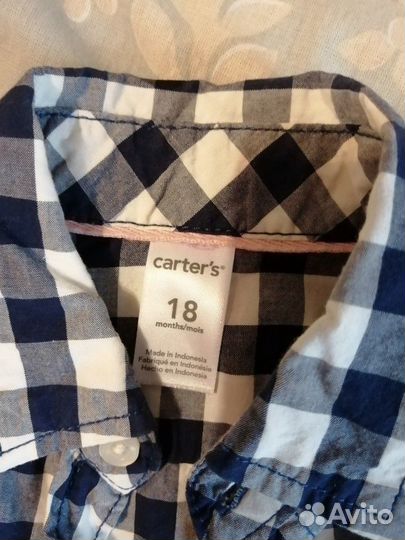 carter's®
18
months/mois
Made in Indonesia
Fabriqué en Indonésie
Hecho en Indonesia
Avito